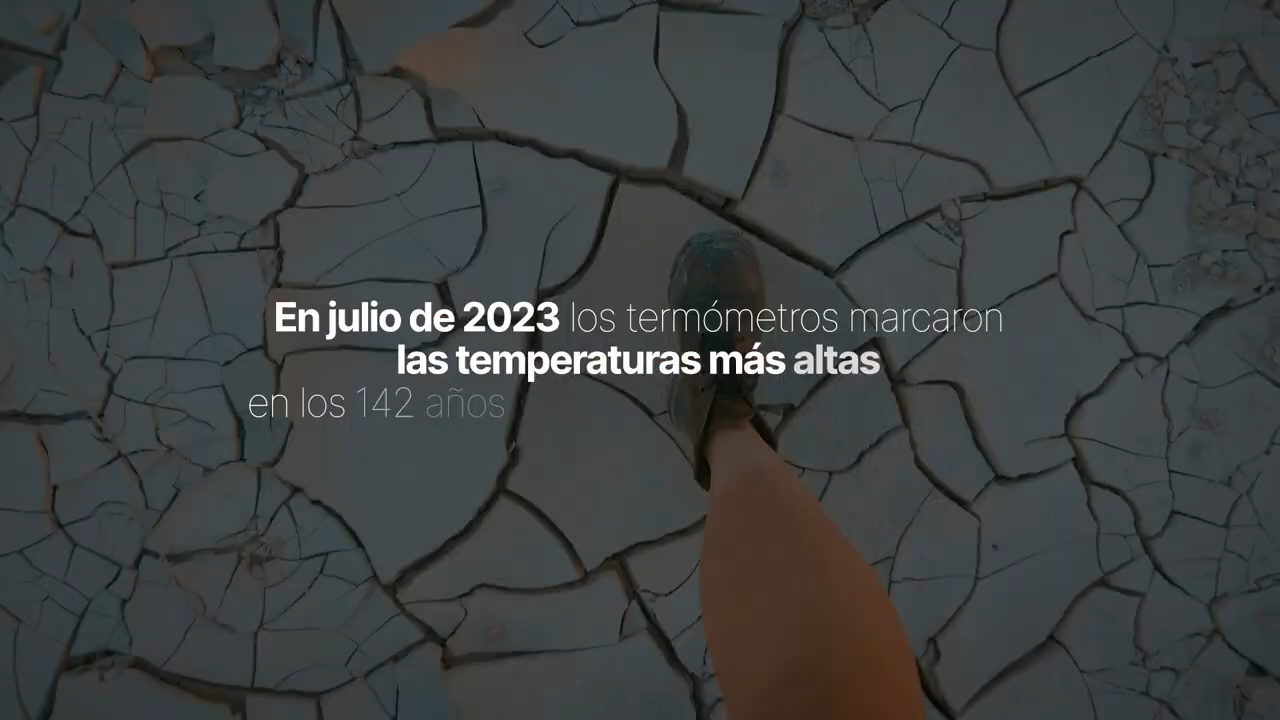 En julio de 2023 los termómetros marcaron
las temperaturas más altas
en los 142 años